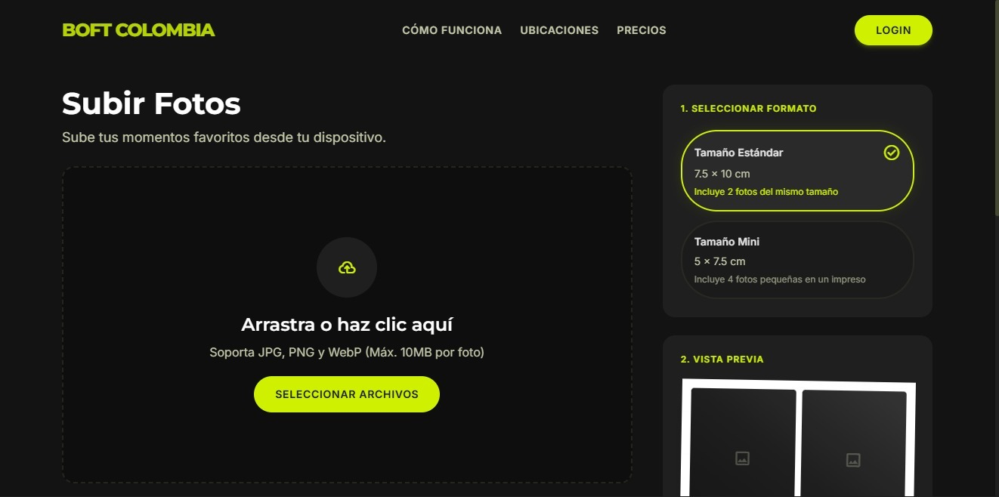 BOFT COLOMBIA
CÓMO FUNCIONA
UBICACIONES
PRECIOS
LOGIN
Subir Fotos
Sube tus momentos favoritos desde tu dispositivo.
Arrastra o haz clic aquí
Soporta JPG, PNG y WebP (Máx. 10MB por foto)
SELECCIONAR ARCHIVOS
1. SELECCIONAR FORMATO
Tamaño Estándar
7.5 × 10 cm
Incluye 2 fotos del mismo tamaño
Tamaño Mini
5 × 7.5 cm
Incluye 4 fotos pequeñas en un impreso
2. VISTA PREVIA